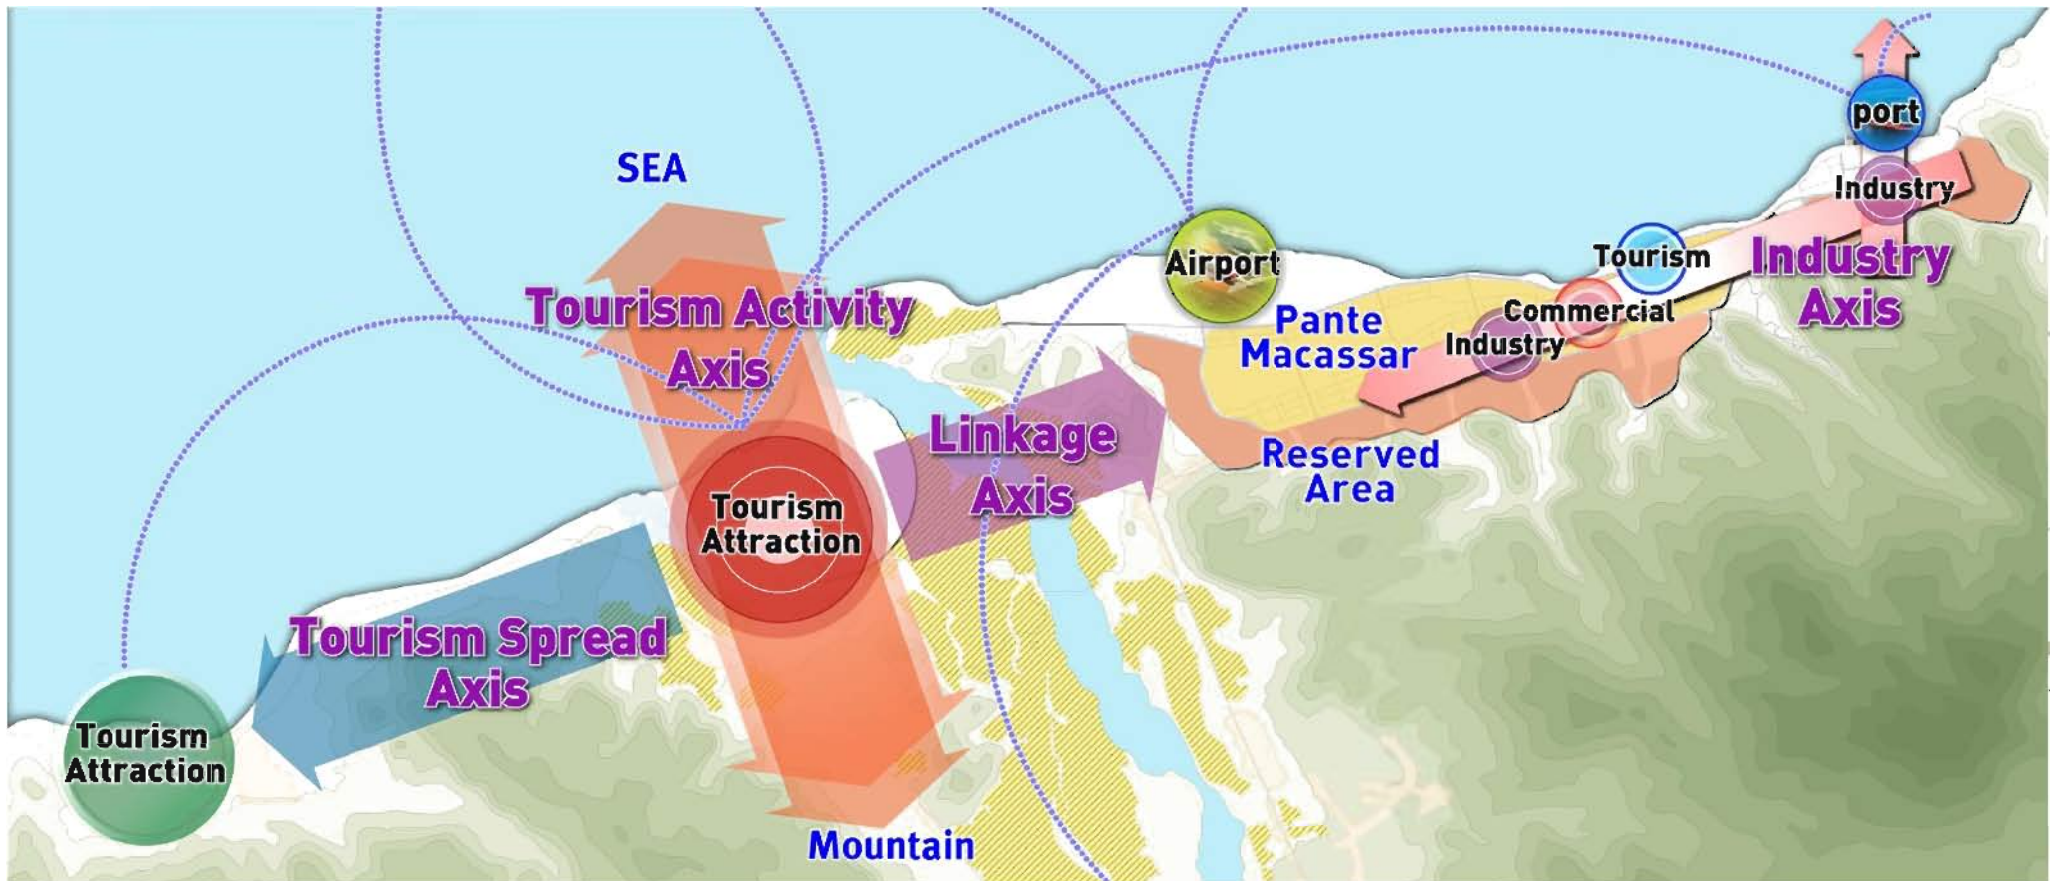 port
Industry
SEA
Tourism
Industry
Axis
Airport
Tourism Activity
Axis
Commercial
Pante
Macassar
Industry
Linkage
Axis
Reserved
Area
Tourism
Attraction
Tourism Spread
Axis
Tourism
Attraction
Mountain